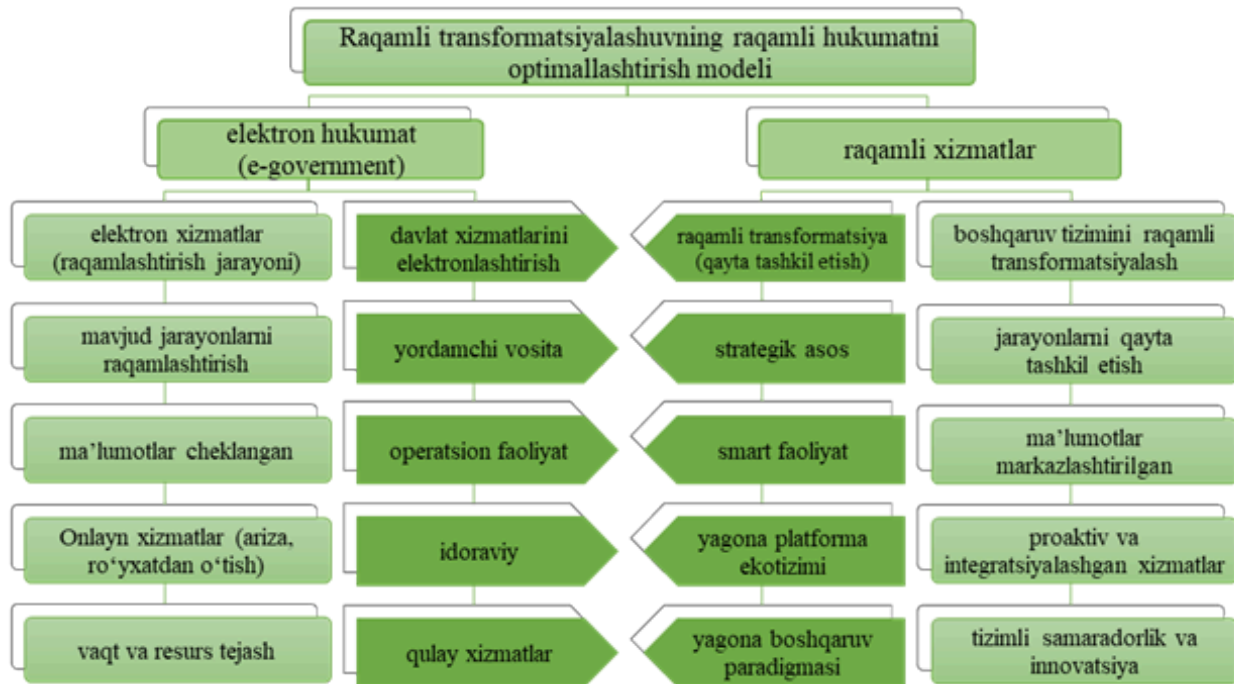 Raqamli transformatsiyalashuvning raqamli hukumatni
optimallashtirish modeli
elektron hukumat
(e-government)
raqamli xizmatlar
elektron xizmatlar
(raqamlashtirish jarayoni)
davlat xizmatlarini
elektronlashtirish
raqamli transformatsiya
(qayta tashkil etish)
boshqaruv tizimini raqamli
transformatsiyalash
mavjud jarayonlarni
raqamlashtirish
yordamchi vosita
strategik asos
jarayonlarni qayta
tashkil etish
ma’lumotlar cheklangan
operatsion faoliyat
smart faoliyat
ma’lumotlar
markazlashtirilgan
Onlayn xizmatlar (ariza,
ro‘yxatdan o‘tish)
idoraviy
yagona platforma
ekotizimi
proaktiv va
integratsiyalashgan xizmatlar
vaqt va resurs tejash
qulay xizmatlar
yagona boshqaruv
paradigmasi
tizimli samaradorlik va
innovatsiya